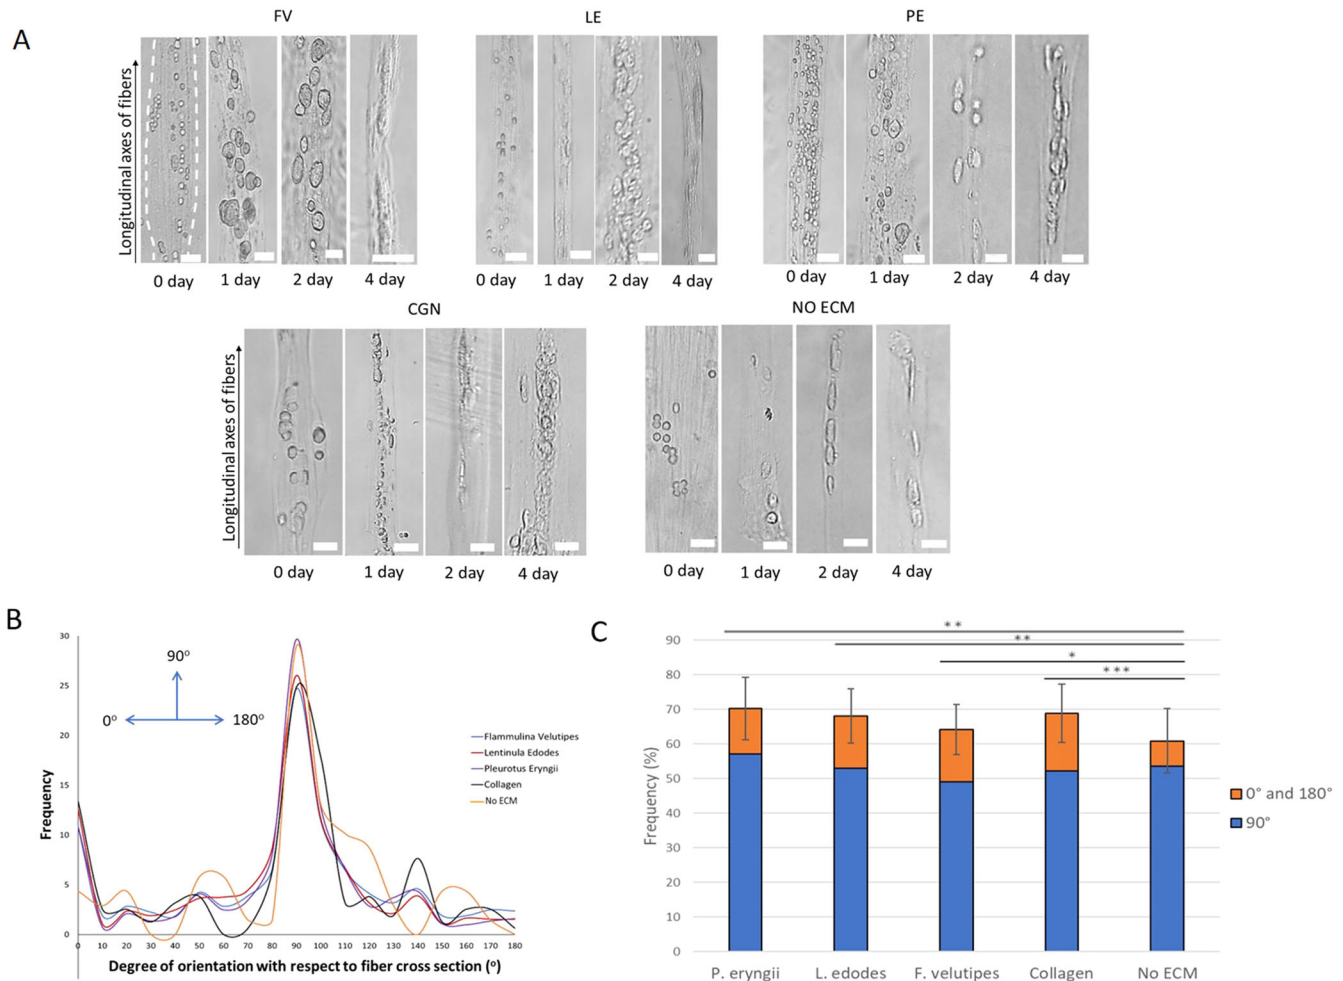 A
FV
LE
PE
Longitudinal axes of fibers
0 day
1 day
2 day
4 day
0 day
1 day
2 day
4 day
0 day
1 day
2 day
4 day
CGN
NO ECM
Longitudinal axes of fibers
0 day
1 day
2 day
4 day
0 day
1 day
2 day
4 day
B
30
25
20
15
10
5
0
Frequency
90°
0°
180°
Flammulina Velutipes
Lentinula Edodes
Pleurotus Eryngii
Collagen
No ECM
0 10 20 30 40 50 60 70 80 90 100 110 120 130 140 150 160 170 180
Degree of orientation with respect to fiber cross section (°)
C
**
**
*
***
90
80
70
60
50
40
30
20
10
0
Frequency (%)
0° and 180°
90°
P. eryngii
L. edodes
F. velutipes
Collagen
No ECM